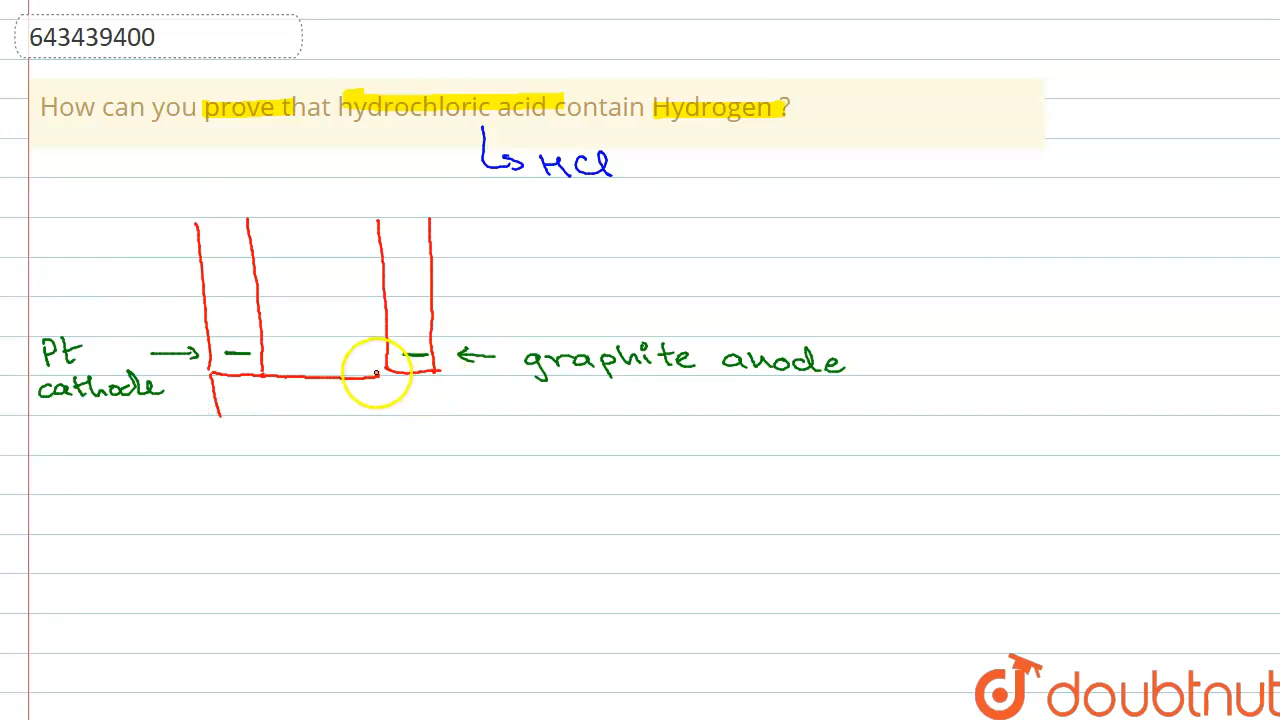 643439400
How can you prove that hydrochloric acid contain Hydrogen ?
↳ HCl
Pt cathode →
← graphite anode
doubtnut